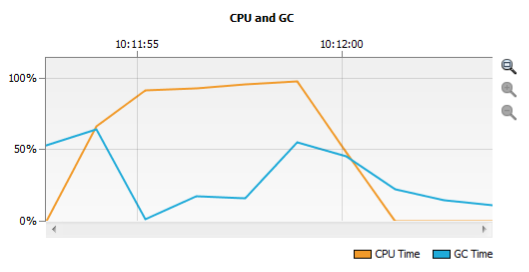 CPU and GC
10:11:55 10:12:00
100%
50%
0%
CPU Time GC Time